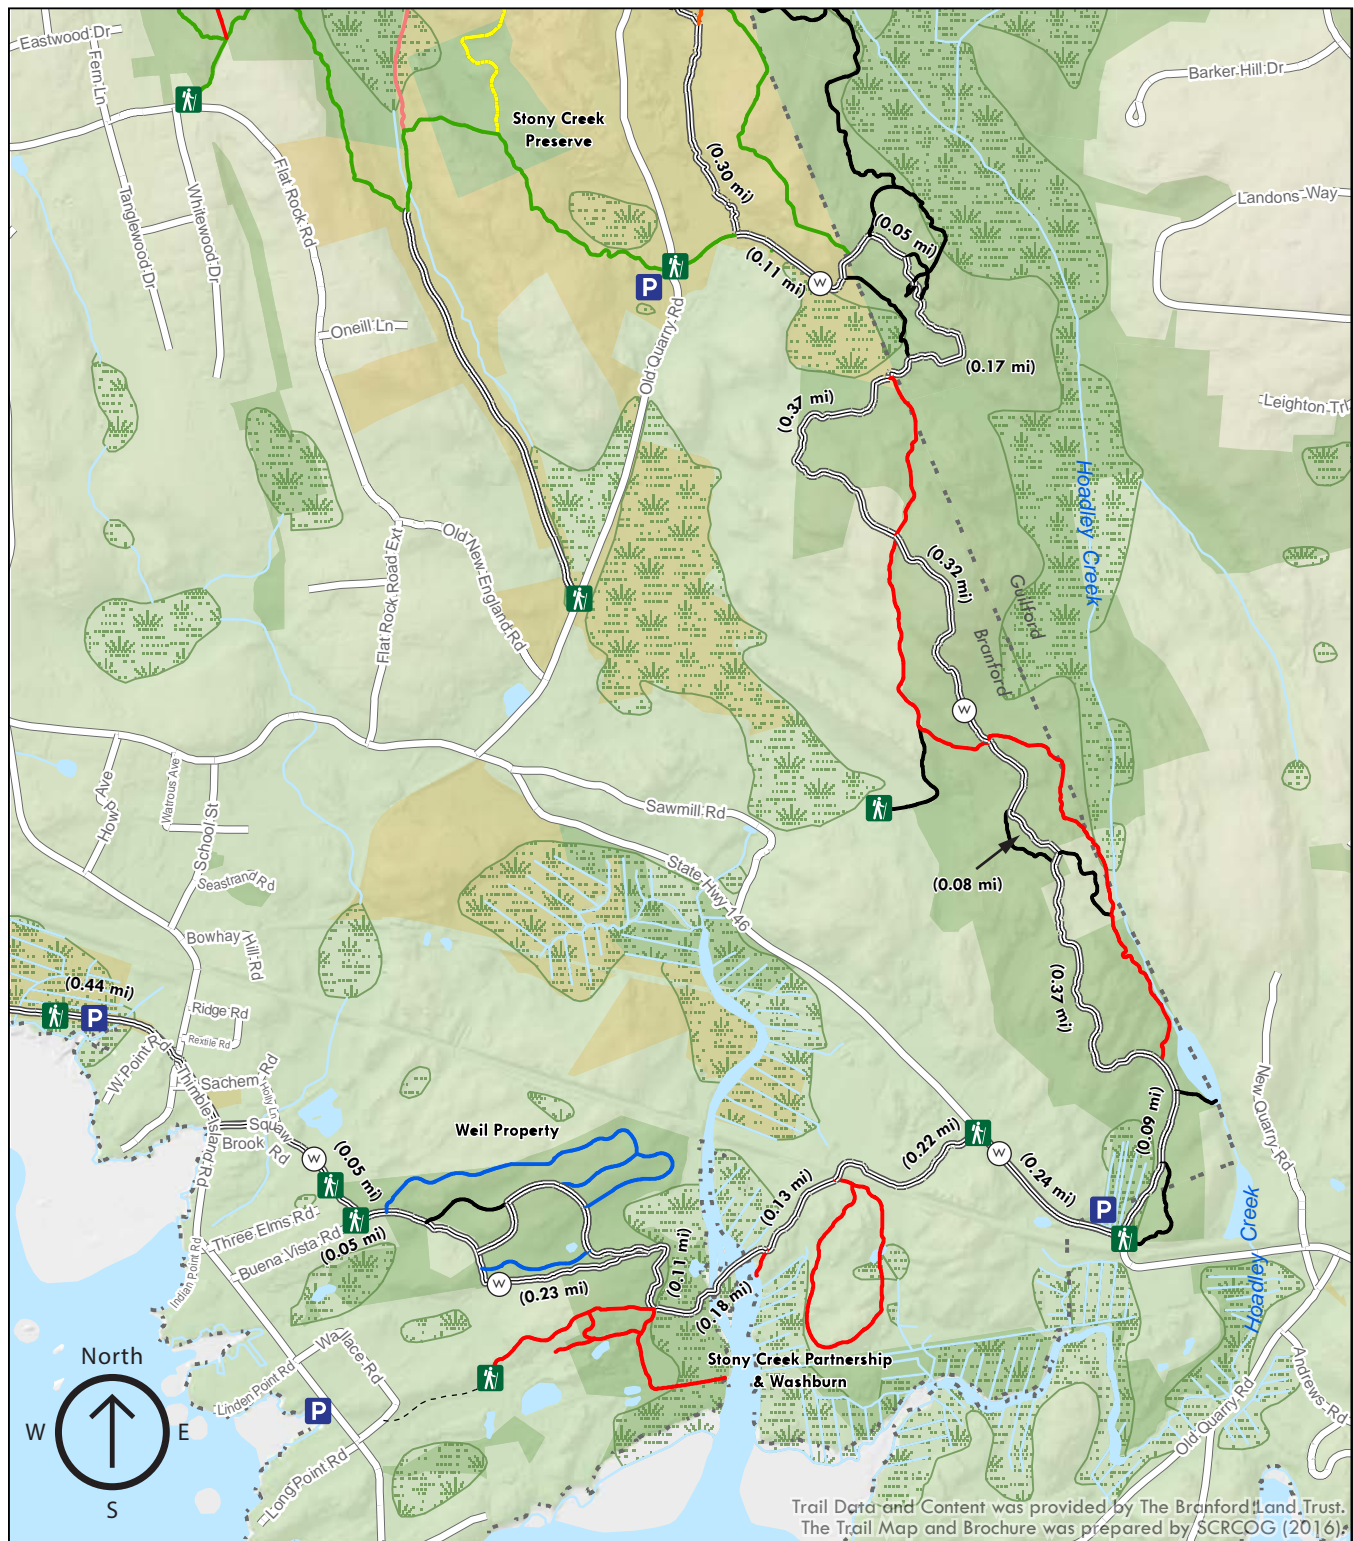 Eastwood Dr
Fern Ln
Barker Hill Dr
Stony Creek
Preserve
Tanglewood Dr
Whitewood Dr
Flat Rock Rd
(0.30 mi)
Landons Way
(0.05 mi)
(0.11 mi)
W
P
Oneill Ln
Old Quarry Rd
(0.17 mi)
(0.37 mi)
Leighton Trl
Hoadley Creek
Flat Rock Road Ext
Old New England Rd
(0.32 mi)
Guilford
Branford
W
Howd Ave
Watrous Ave
School St
Sawmill Rd
State Hwy 146
Seastrand Rd
(0.08 mi)
Bowhay Hill Rd
(0.44 mi)
P
Ridge Rd
Rextile Rd
(0.37 mi)
W Point Rd
Thimble Island Rd
Sachem Rd
Holly Ln
Squaw
Brook Rd
New Quarry Rd
Weil Property
(0.09 mi)
(0.22 mi)
W
W
(0.05 mi)
(0.24 mi)
(0.13 mi)
P
Three Elms Rd
Buena Vista Rd
(0.05 mi)
Indian Point Rd
Hoadley Creek
(0.11 mi)
W
(0.23 mi)
(0.18 mi)
Wallace Rd
Linden Point Rd
Stony Creek Partnership
& Washburn
North
W
E
S
P
Andrews Rd
Old Quarry Rd
Long Point Rd
Trail Data and Content was provided by The Branford Land Trust.
The Trail Map and Brochure was prepared by SCRCOG (2016).